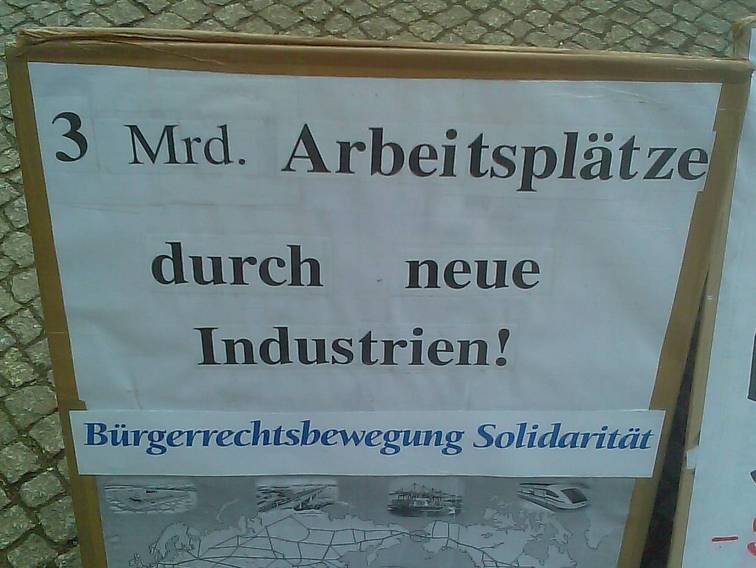 3 Mrd. Arbeitsplätze
durch neue
Industrien!
Bürgerrechtsbewegung Solidarität